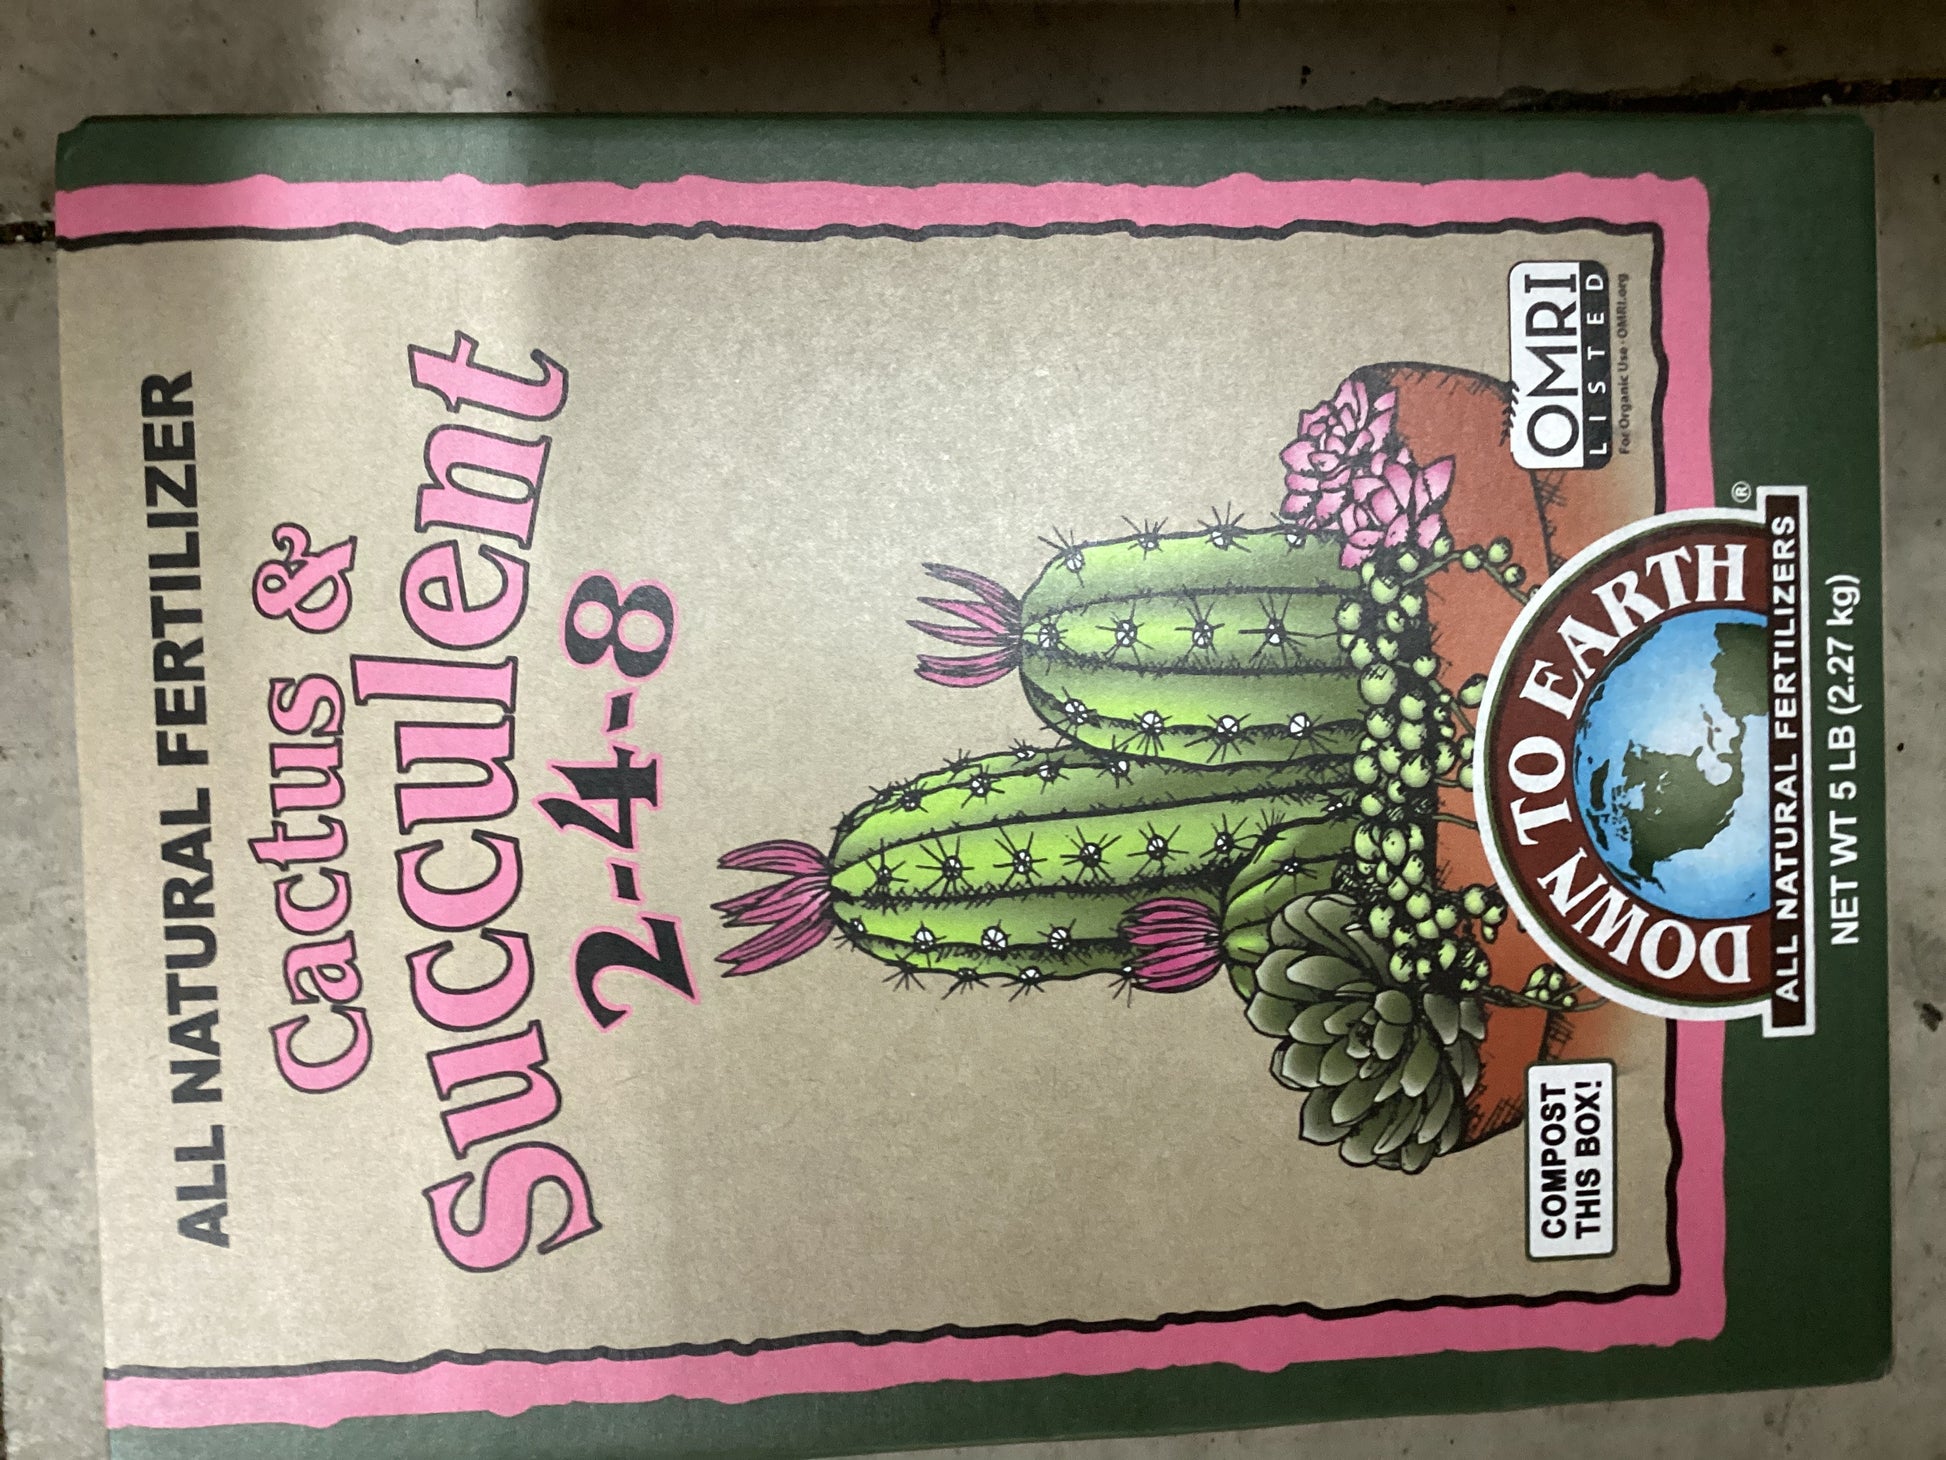 ALL NATURAL FERTILIZER
Cactus &
Succulent
2-4-8
OMRI
LISTED
For Organic Use · OMRI.org
COMPOST
THIS BOX!
DOWN TO EARTH
®
ALL NATURAL FERTILIZERS
NET WT 5 LB (2.27 kg)